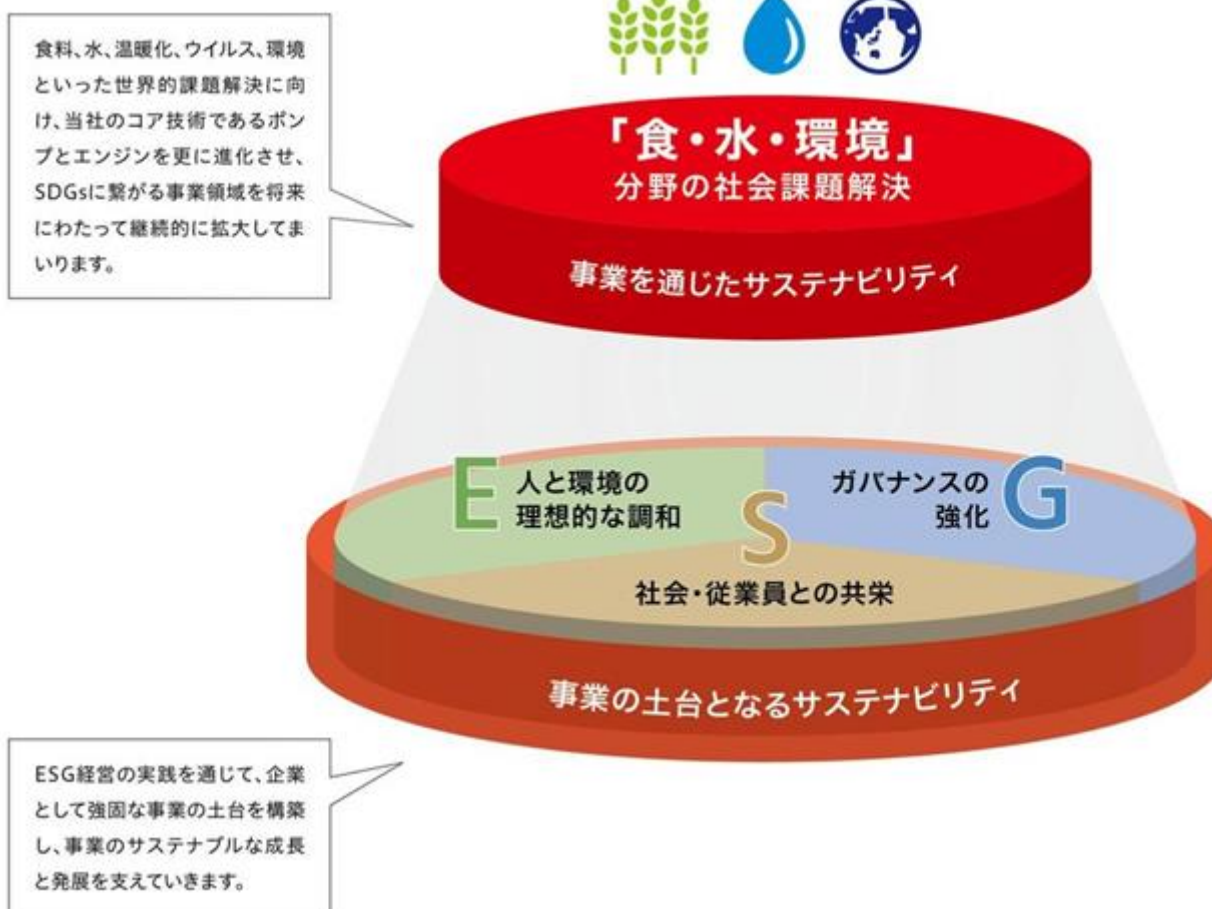 食料、水、温暖化、ウイルス、環境
といった世界的課題解決に向
け、当社のコア技術であるポン
プとエンジンを更に進化させ、
SDGsに繋がる事業領域を将来
にわたって継続的に拡大してま
いります。
「食・水・環境」
分野の社会課題解決
事業を通じたサステナビリティ
E 人と環境の
理想的な調和
S
社会・従業員との共栄
ガバナンスの
強化 G
事業の土台となるサステナビリティ
ESG経営の実践を通じて、企業
として強固な事業の土台を構築
し、事業のサステナブルな成長
と発展を支えていきます。